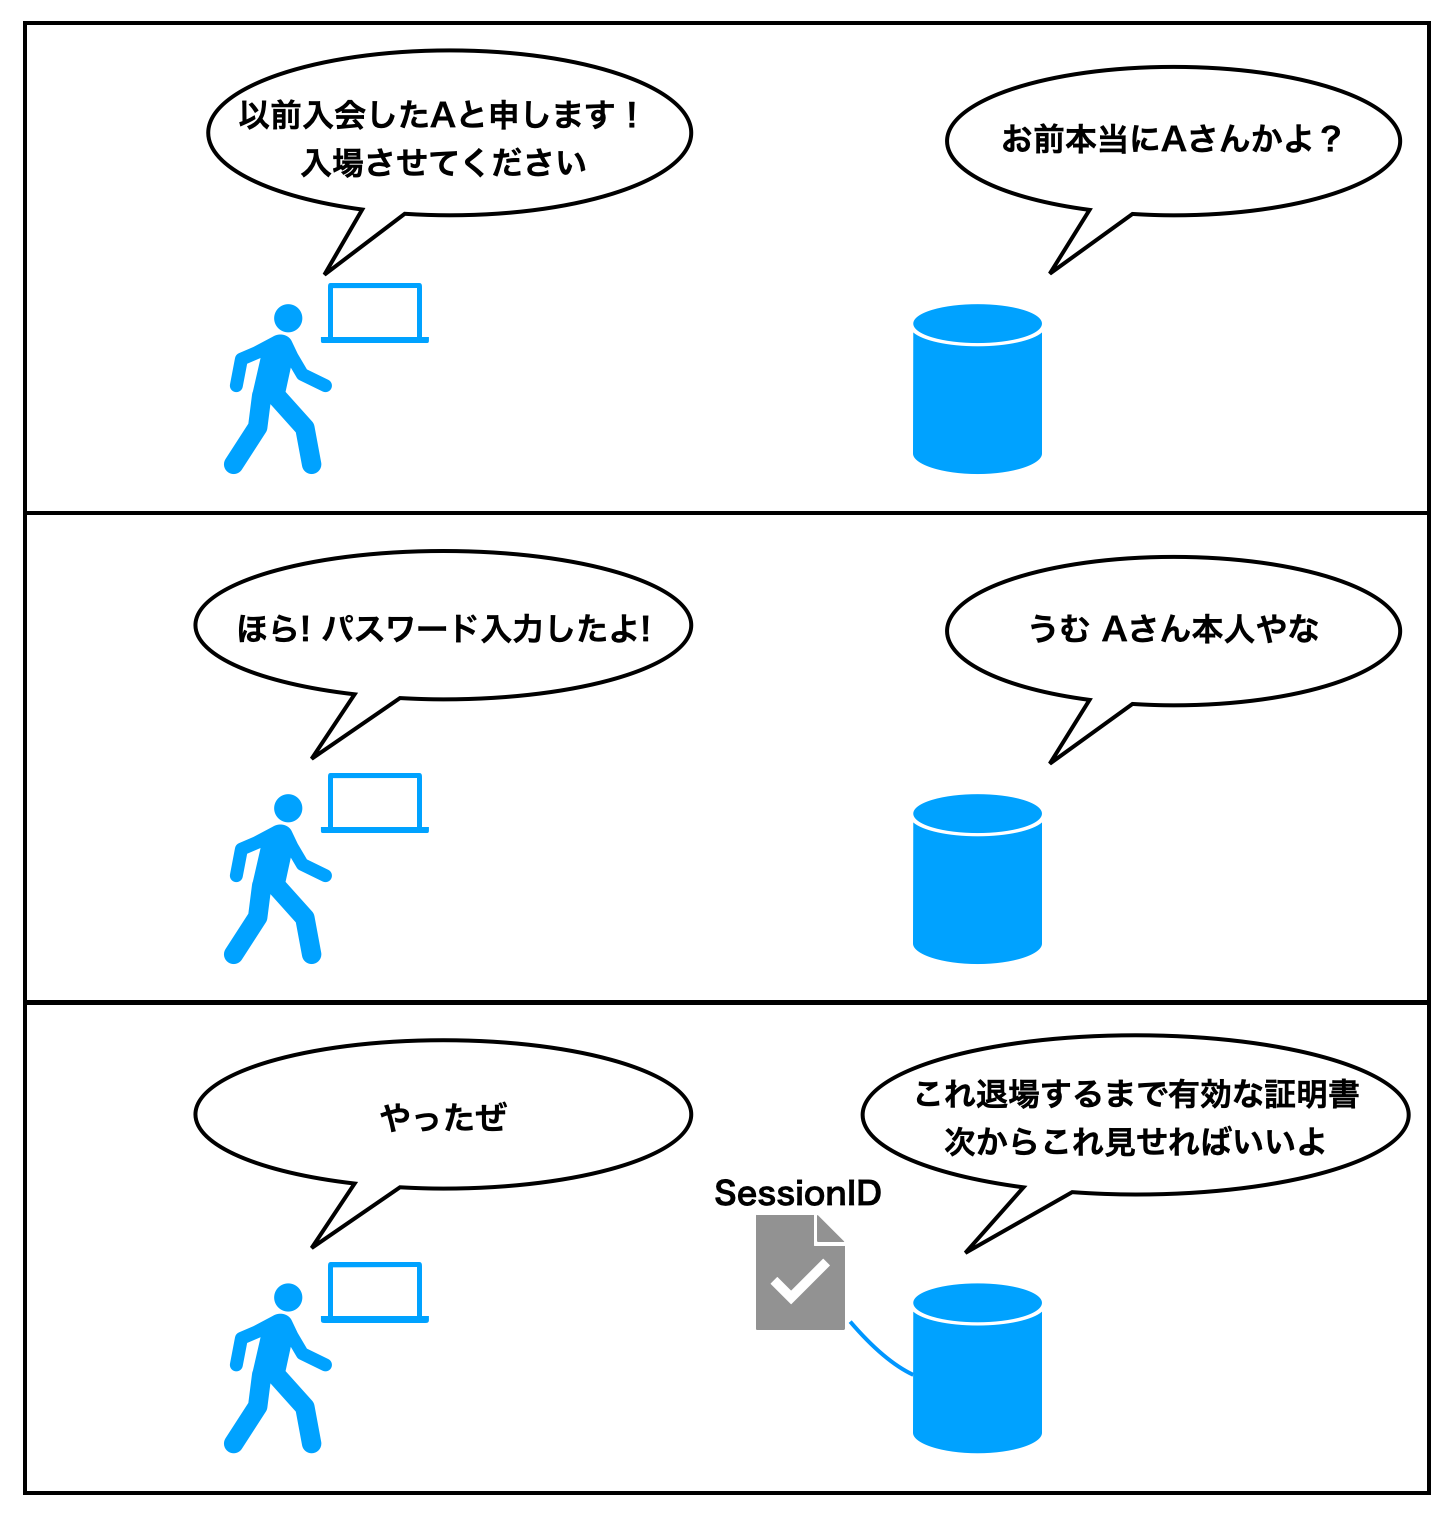 以前入会したAと申します！
入場させてください
お前本当にAさんかよ？
ほら! パスワード入力したよ!
うむ Aさん本人やな
やったぜ
これ退場するまで有効な証明書
次からこれ見せればいいよ
SessionID